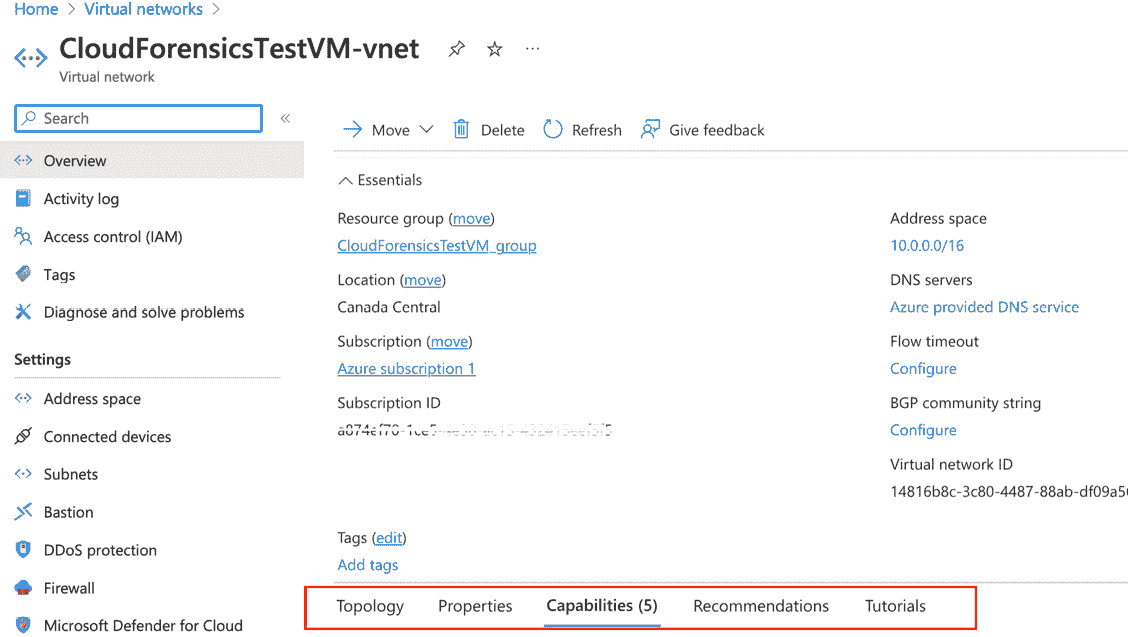 Home > Virtual networks >
CloudForensicsTestVM-vnet
Virtual network
Search
Overview
Activity log
Access control (IAM)
Tags
Diagnose and solve problems
Settings
Address space
Connected devices
Subnets
Bastion
DDoS protection
Firewall
Microsoft Defender for Cloud
Move
Delete
Refresh
Give feedback
Essentials
Resource group (move)
CloudForensicsTestVM_group
Location (move)
Canada Central
Subscription (move)
Azure subscription 1
Subscription ID
Address space
10.0.0.0/16
DNS servers
Azure provided DNS service
Flow timeout
Configure
BGP community string
Configure
Virtual network ID
14816b8c-3c80-4487-88ab-df09a5
Tags (edit)
Add tags
Topology
Properties
Capabilities (5)
Recommendations
Tutorials